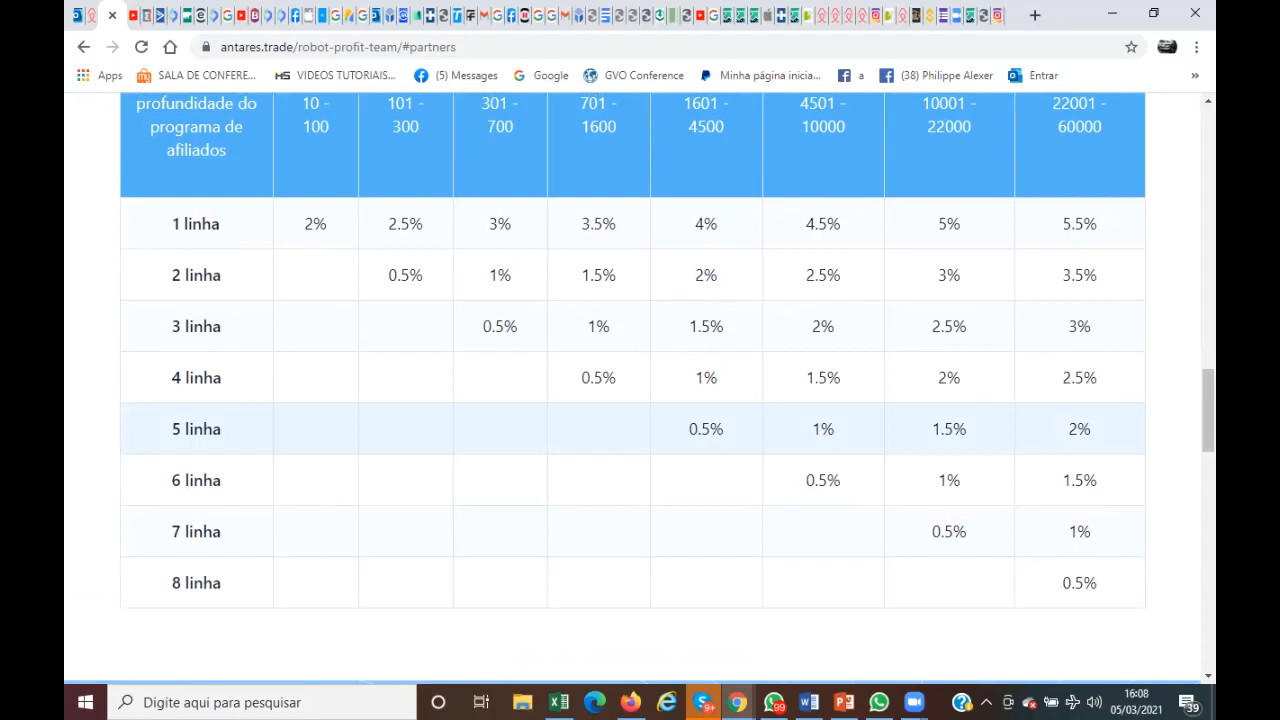 antares.trade/robot-profit-team/#partners
Apps SALA DE CONFERE... VIDEOS TUTORIAIS... (5) Messages Google GVO Conference Minha página inicia... a (38) Philippe Alexer Entrar »
profundidade do programa de afiliados 10 - 100 101 - 300 301 - 700 701 - 1600 1601 - 4500 4501 - 10000 10001 - 22000 22001 - 60000
1 linha 2% 2.5% 3% 3.5% 4% 4.5% 5% 5.5%
2 linha 0.5% 1% 1.5% 2% 2.5% 3% 3.5%
3 linha 0.5% 1% 1.5% 2% 2.5% 3%
4 linha 0.5% 1% 1.5% 2% 2.5%
5 linha 0.5% 1% 1.5% 2%
6 linha 0.5% 1% 1.5%
7 linha 0.5% 1%
8 linha 0.5%
Digite aqui para pesquisar
16:08
05/03/2021
39